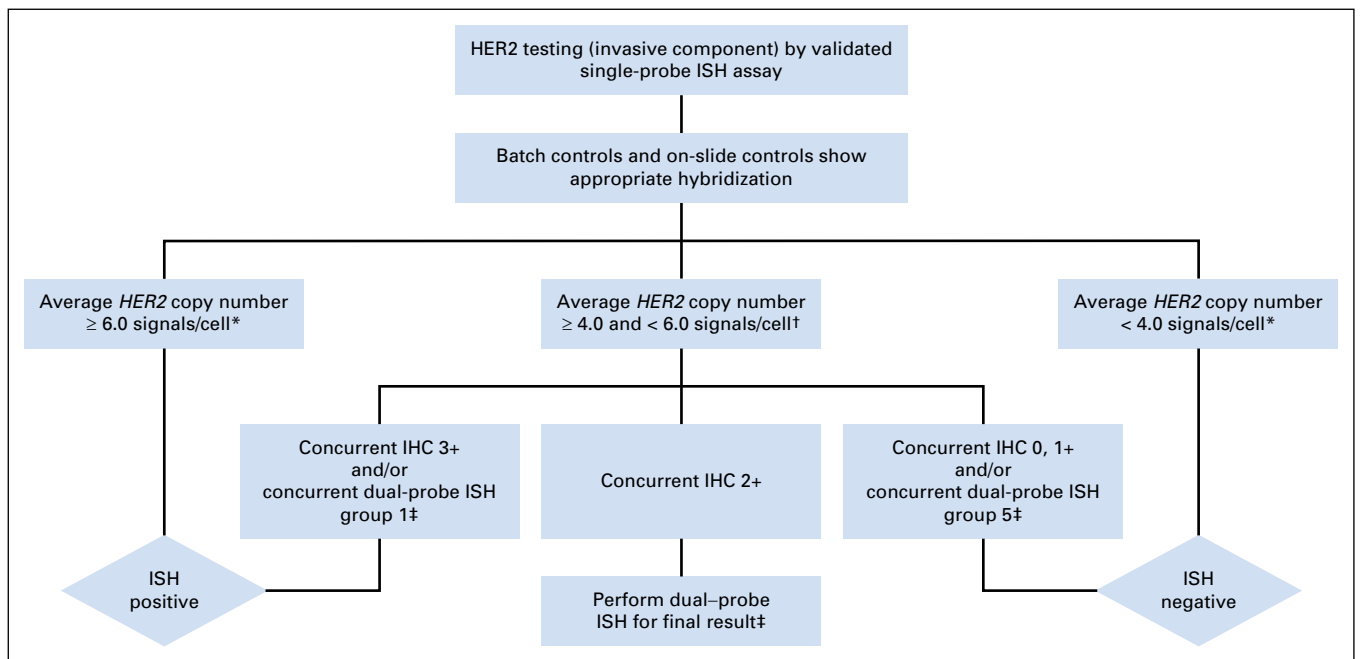 HER2 testing (invasive component) by validated
single-probe ISH assay
Batch controls and on-slide controls show
appropriate hybridization
Average HER2 copy number
≥ 6.0 signals/cell*
Average HER2 copy number
≥ 4.0 and < 6.0 signals/cell†
Average HER2 copy number
< 4.0 signals/cell*
Concurrent IHC 3+
and/or
concurrent dual-probe ISH
group 1‡
Concurrent IHC 2+
Concurrent IHC 0, 1+
and/or
concurrent dual-probe ISH
group 5‡
ISH
positive
Perform dual–probe
ISH for final result‡
ISH
negative